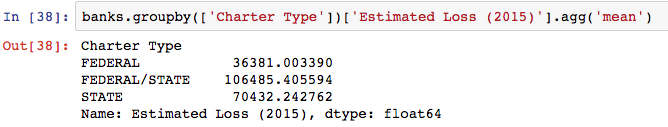 In [38]: banks.groupby(['Charter Type'])['Estimated Loss (2015)'].agg('mean')
Out[38]: Charter Type
FEDERAL 36381.003390
FEDERAL/STATE 106485.405594
STATE 70432.242762
Name: Estimated Loss (2015), dtype: float64